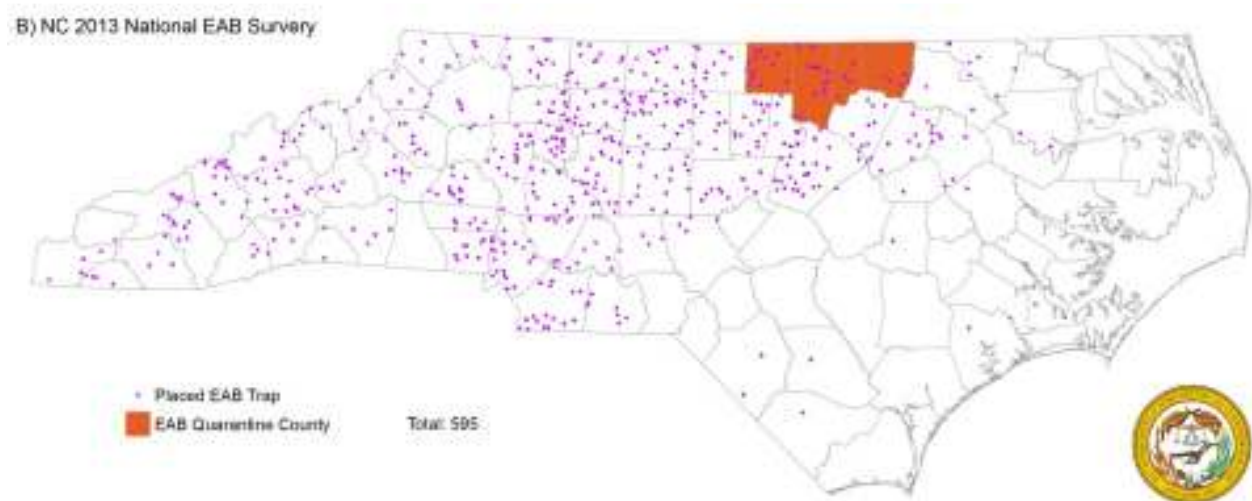 B) NC 2013 National EAB Survery
Placed EAB Trap
EAB Quarantine County
Total: 595